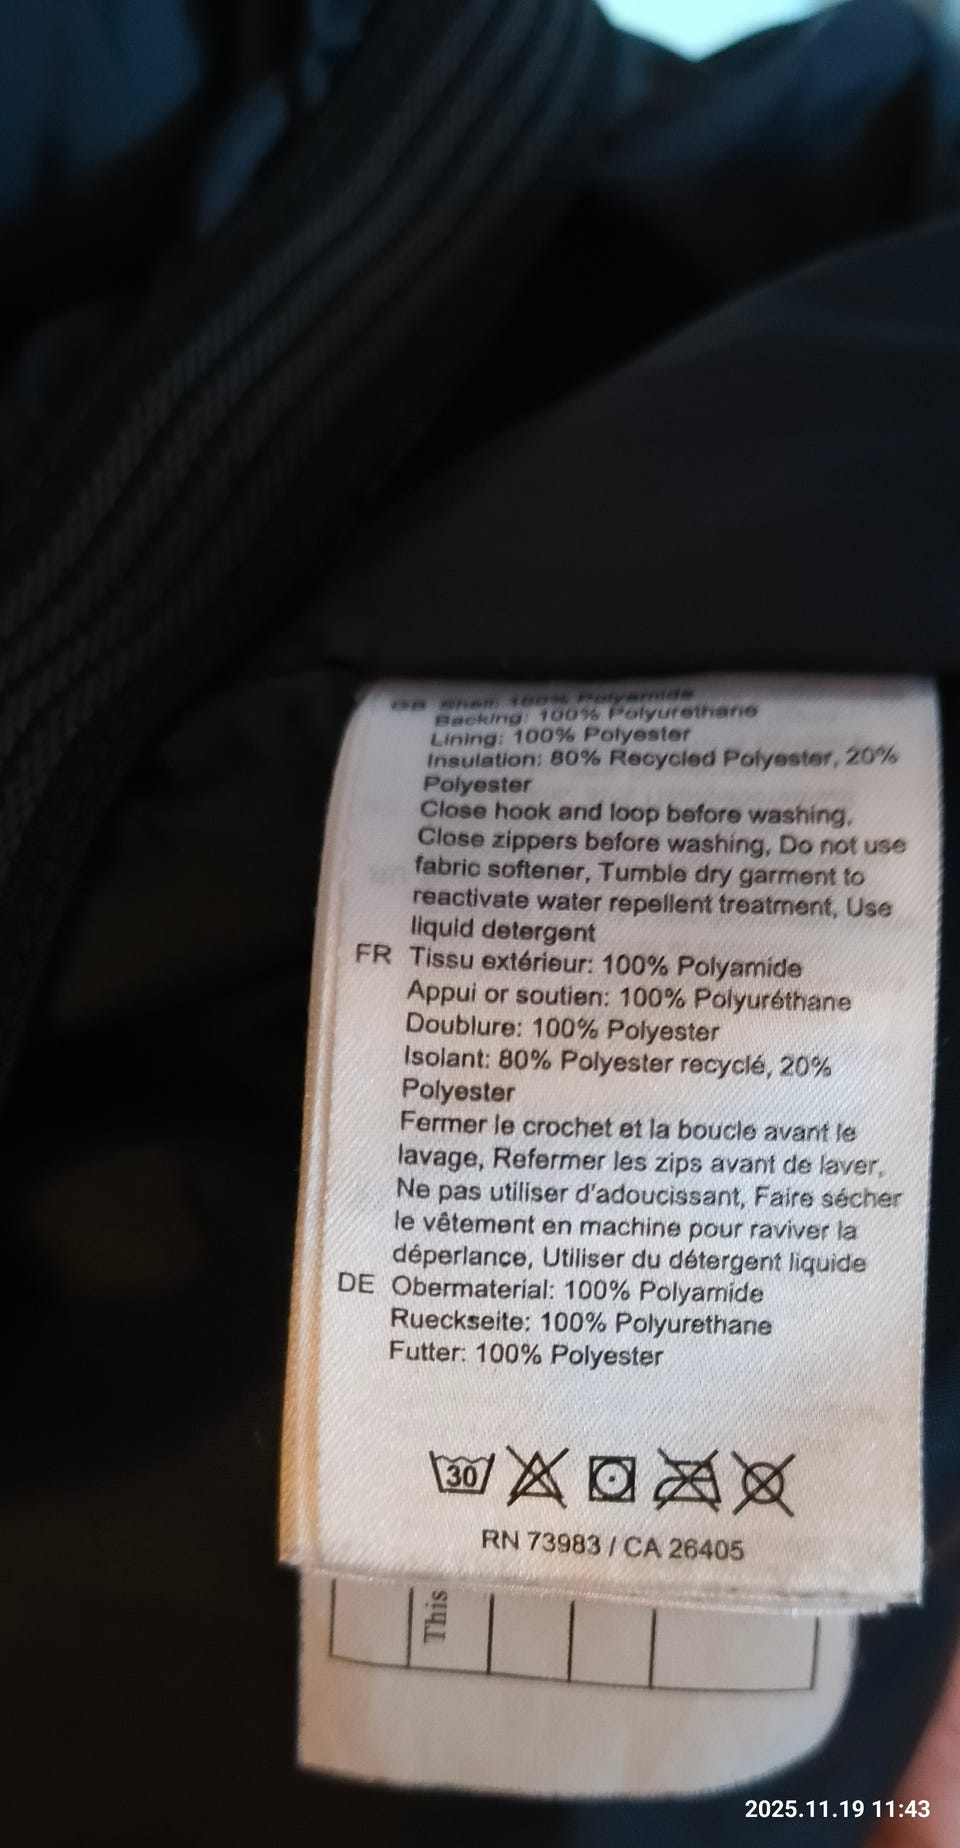 GB Shell: 100% Polyamide
Backing: 100% Polyurethane
Lining: 100% Polyester
Insulation: 80% Recycled Polyester, 20%
Polyester
Close hook and loop before washing,
Close zippers before washing, Do not use
fabric softener, Tumble dry garment to
reactivate water repellent treatment, Use
liquid detergent
FR Tissu extérieur: 100% Polyamide
Appui or soutien: 100% Polyuréthane
Doublure: 100% Polyester
Isolant: 80% Polyester recyclé, 20%
Polyester
Fermer le crochet et la boucle avant le
lavage, Refermer les zips avant de laver,
Ne pas utiliser d'adoucissant, Faire sécher
le vêtement en machine pour raviver la
déperlance, Utiliser du détergent liquide
DE Obermaterial: 100% Polyamide
Rueckseite: 100% Polyurethane
Futter: 100% Polyester
30
RN 73983 / CA 26405
This
2025.11.19 11:43